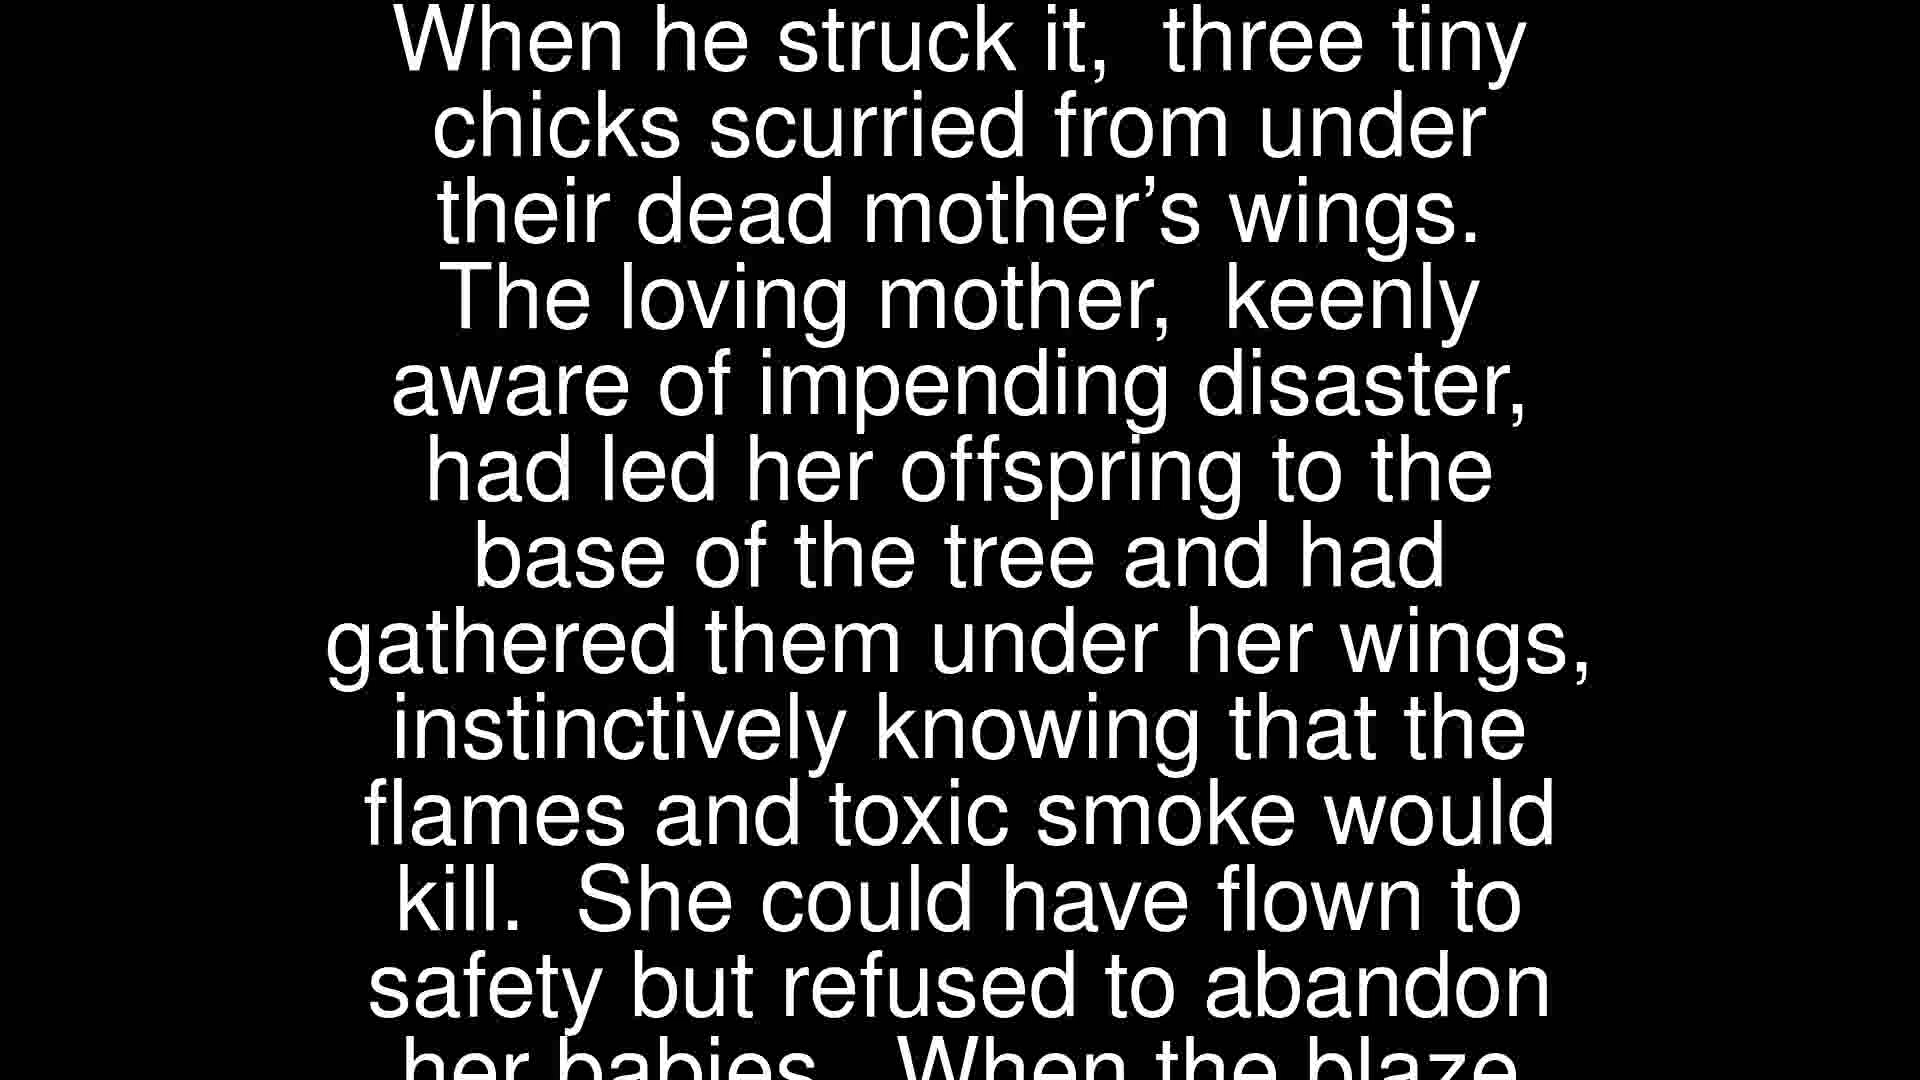 When he struck it,  three tiny
chicks scurried from under
their dead mother’s wings.
The loving mother,  keenly
aware of impending disaster,
had led her offspring to the
base of the tree and had
gathered them under her wings,
instinctively knowing that the
flames and toxic smoke would
kill.  She could have flown to
safety but refused to abandon
her babies.  When the blaze